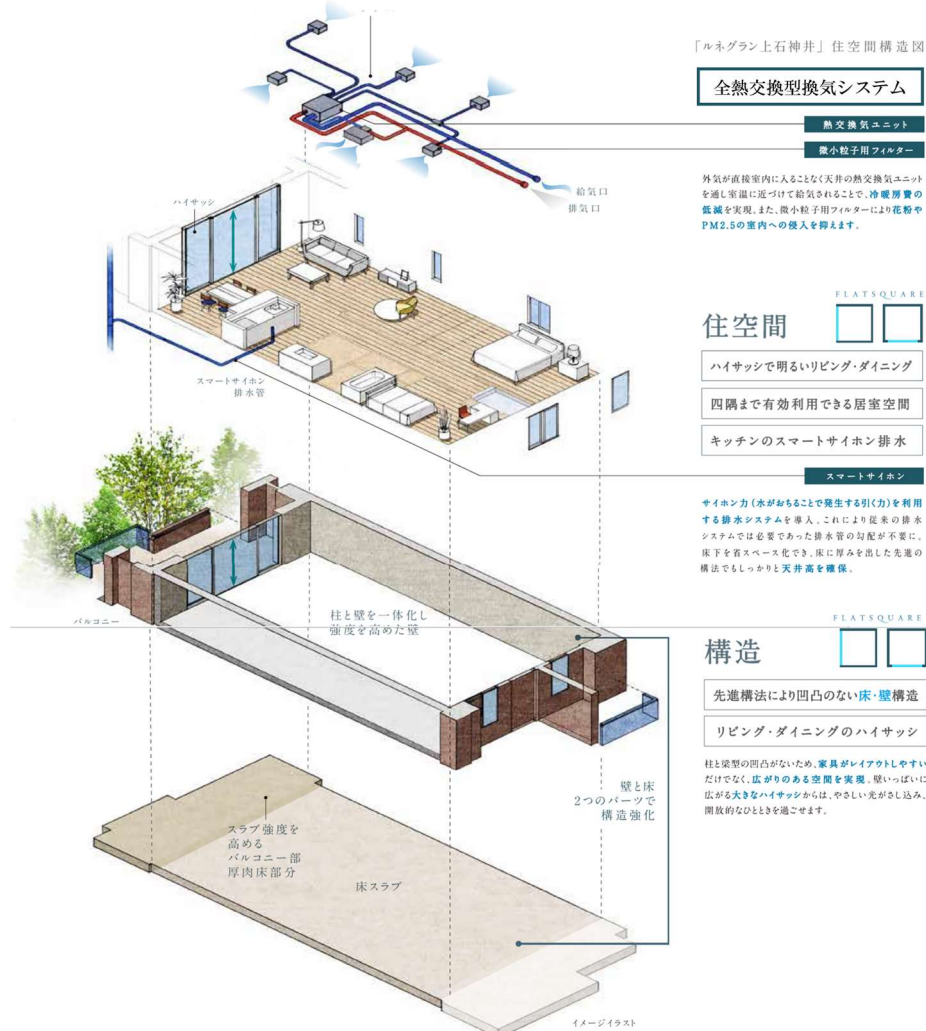 「ルネグラン上石神井」住空間構造図
全熱交換型換気システム
熱交換気ユニット
微小粒子用フィルター
外気が直接室内に入ることなく天井の熱交換気ユニット
を通し室温に近づけて給気されることで、冷暖房費の
低減を実現。また、微小粒子用フィルターにより花粉や
PM2.5の室内への侵入を抑えます。
給気口
排気口
ハイサッシ
スマートサイホン
排水管
FLATSQUARE
住空間
ハイサッシで明るいリビング・ダイニング
四隅まで有効利用できる居室空間
キッチンのスマートサイホン排水
スマートサイホン
サイホン力(水がおちることで発生する引く力)を利用
する排水システムを導入。これにより従来の排水
システムでは必要であった排水管の勾配が不要に。
床下を省スペース化でき、床に厚みを出した先進の
構法でもしっかりと天井高を確保。
バルコニー
柱と壁を一体化し
強度を高めた壁
FLATSQUARE
構造
先進構法により凹凸のない床・壁構造
リビング・ダイニングのハイサッシ
柱と梁型の凹凸がないため、家具がレイアウトしやすい
だけでなく、広がりのある空間を実現。壁いっぱいに
広がる大きなハイサッシからは、やさしい光がさし込み、
開放的なひとときを過ごせます。
壁と床
2つのパーツで
構造強化
スラブ強度を
高める
バルコニー部
厚肉床部分
床スラブ
イメージイラスト